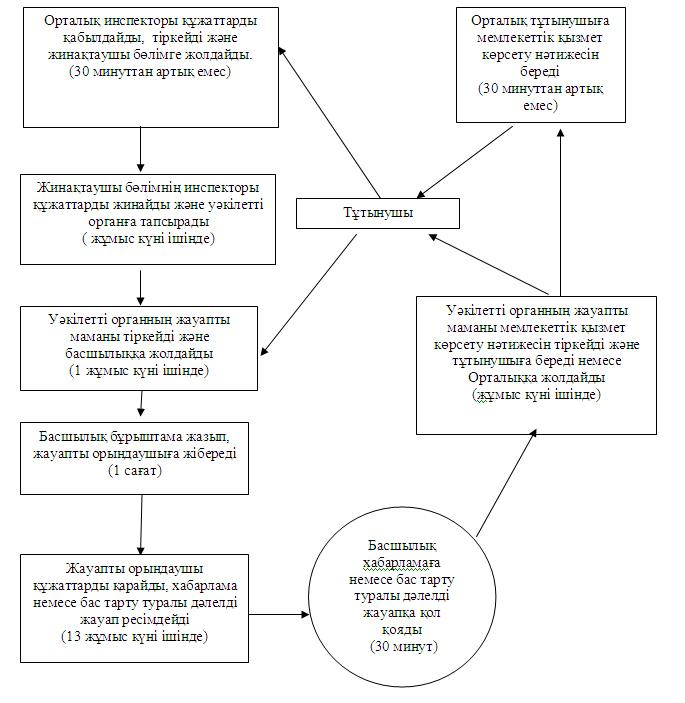 Орталық инспекторы құжаттарды
қабылдайды, тіркейді және
жинақтаушы бөлімге жолдайды.
(30 минуттан артық емес)
Орталық тұтынушыға
мемлекеттік қызмет
көрсету нәтижесін
береді
(30 минуттан артық
емес)
Жинақтаушы бөлімнің инспекторы
құжаттарды жинайды және уәкілетті
органға тапсырады
( жұмыс күні ішінде)
Тұтынушы
Уәкілетті органның жауапты
маманы тіркейді және
басшылыққа жолдайды
(1 жұмыс күні ішінде)
Уәкілетті органның жауапты
маманы мемлекеттік қызмет
көрсету нәтижесін тіркейді және
тұтынушыға береді немесе
Орталыққа жолдайды
(жұмыс күні ішінде)
Басшылық бұрыштама жазып,
жауапты орындаушыға жібереді
(1 сағат)
Жауапты орындаушы
құжаттарды қарайды, хабарлама
немесе бас тарту туралы дәлелді
жауап ресімдейді
(13 жұмыс күні ішінде)
Басшылық
хабарламаға
немесе бас тарту
туралы дәлелді
жауапқа қол
қояды
(30 минут)